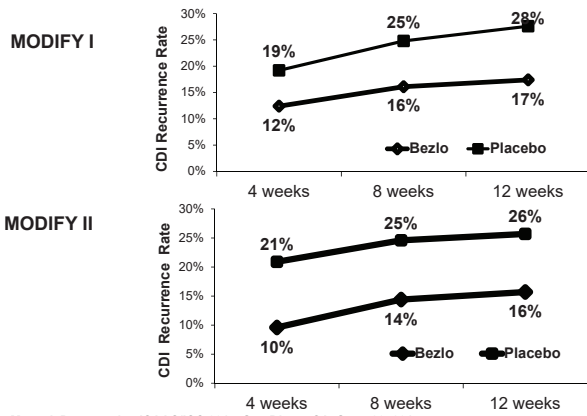 MODIFY I
CDI Recurrence Rate
30%
25%
20%
15%
10%
5%
0%
19%
25%
28%
12%
16%
17%
Bezlo
Placebo
4 weeks
8 weeks
12 weeks
MODIFY II
CDI Recurrence Rate
30%
25%
20%
15%
10%
5%
0%
21%
25%
26%
10%
14%
16%
Bezlo
Placebo
4 weeks
8 weeks
12 weeks